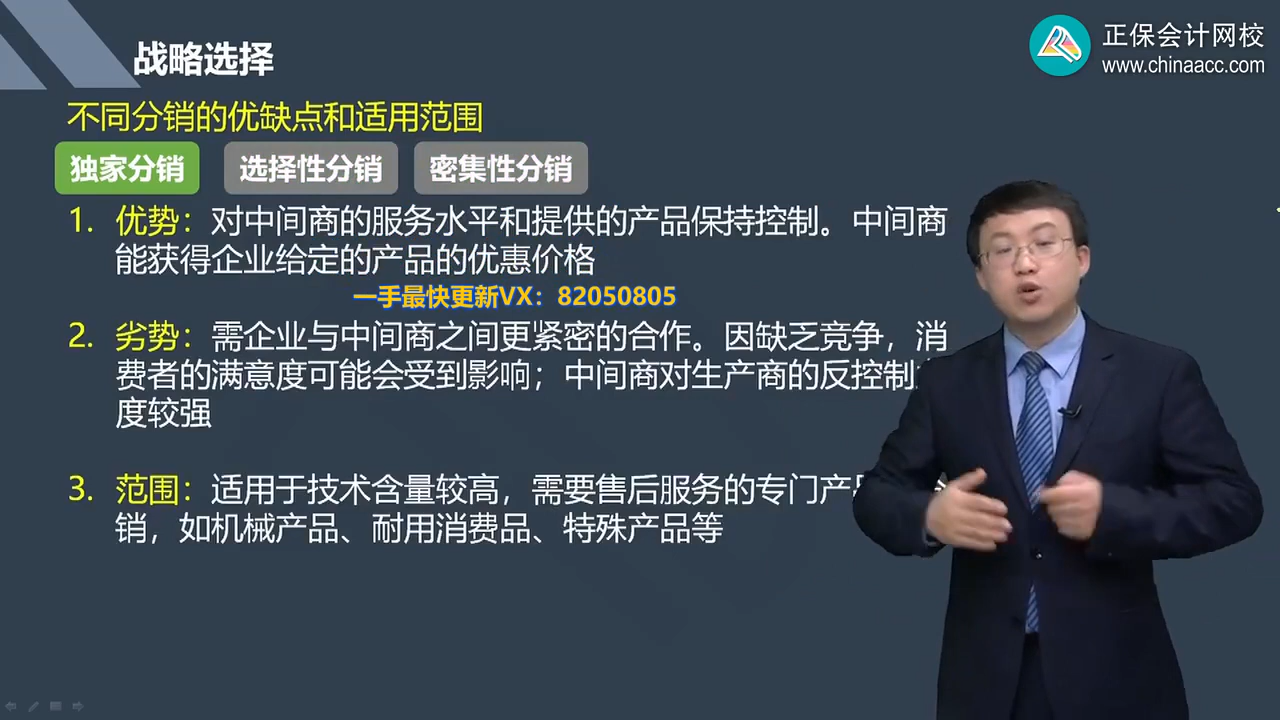 战略选择
正保会计网校
www.chinaacc.com
不同分销的优缺点和适用范围
独家分销 选择性分销 密集性分销
1. 优势：对中间商的服务水平和提供的产品保持控制。中间商
能获得企业给定的产品的优惠价格
一手最快更新VX：82050805
2. 劣势：需企业与中间商之间更紧密的合作。因缺乏竞争，消
费者的满意度可能会受到影响；中间商对生产商的反控制
度较强
3. 范围：适用于技术含量较高，需要售后服务的专门产
销，如机械产品、耐用消费品、特殊产品等